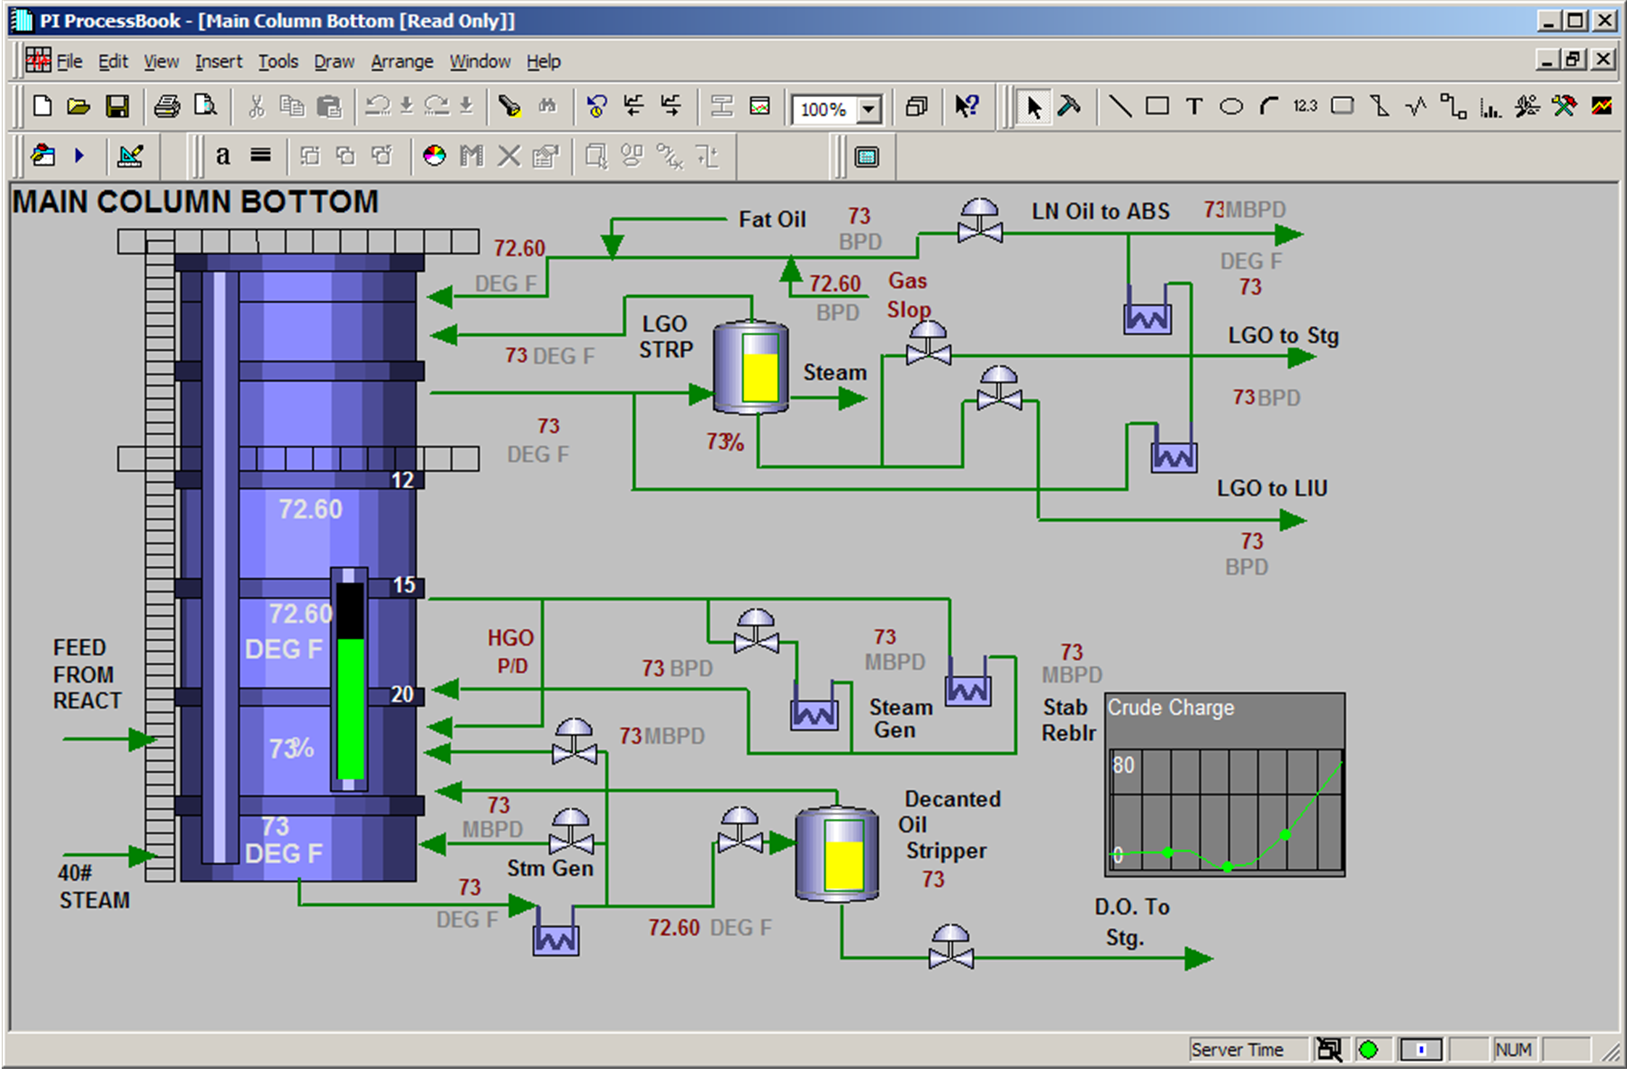 PI ProcessBook - [Main Column Bottom [Read Only]]
File Edit View Insert Tools Draw Arrange Window Help
100%
T
12.3
a
MAIN COLUMN BOTTOM
Fat Oil
73
BPD
LN Oil to ABS
73MBPD
72.60
DEG F
DEG F
73
72.60
BPD
Gas
Slop
LGO
STRP
73 DEG F
LGO to Stg
Steam
73BPD
73
DEG F
73%
12
LGO to LIU
72.60
73
BPD
15
72.60
DEG F
HGO
P/D
73 BPD
73
MBPD
73
MBPD
FEED
FROM
REACT
20
Steam
Gen
Stab
Reblr
Crude Charge
80
0
73%
73MBPD
73
MBPD
Decanted
Oil
Stripper
73
73
DEG F
Stm Gen
40#
STEAM
73
DEG F
72.60 DEG F
D.O. To
Stg.
Server Time
NUM